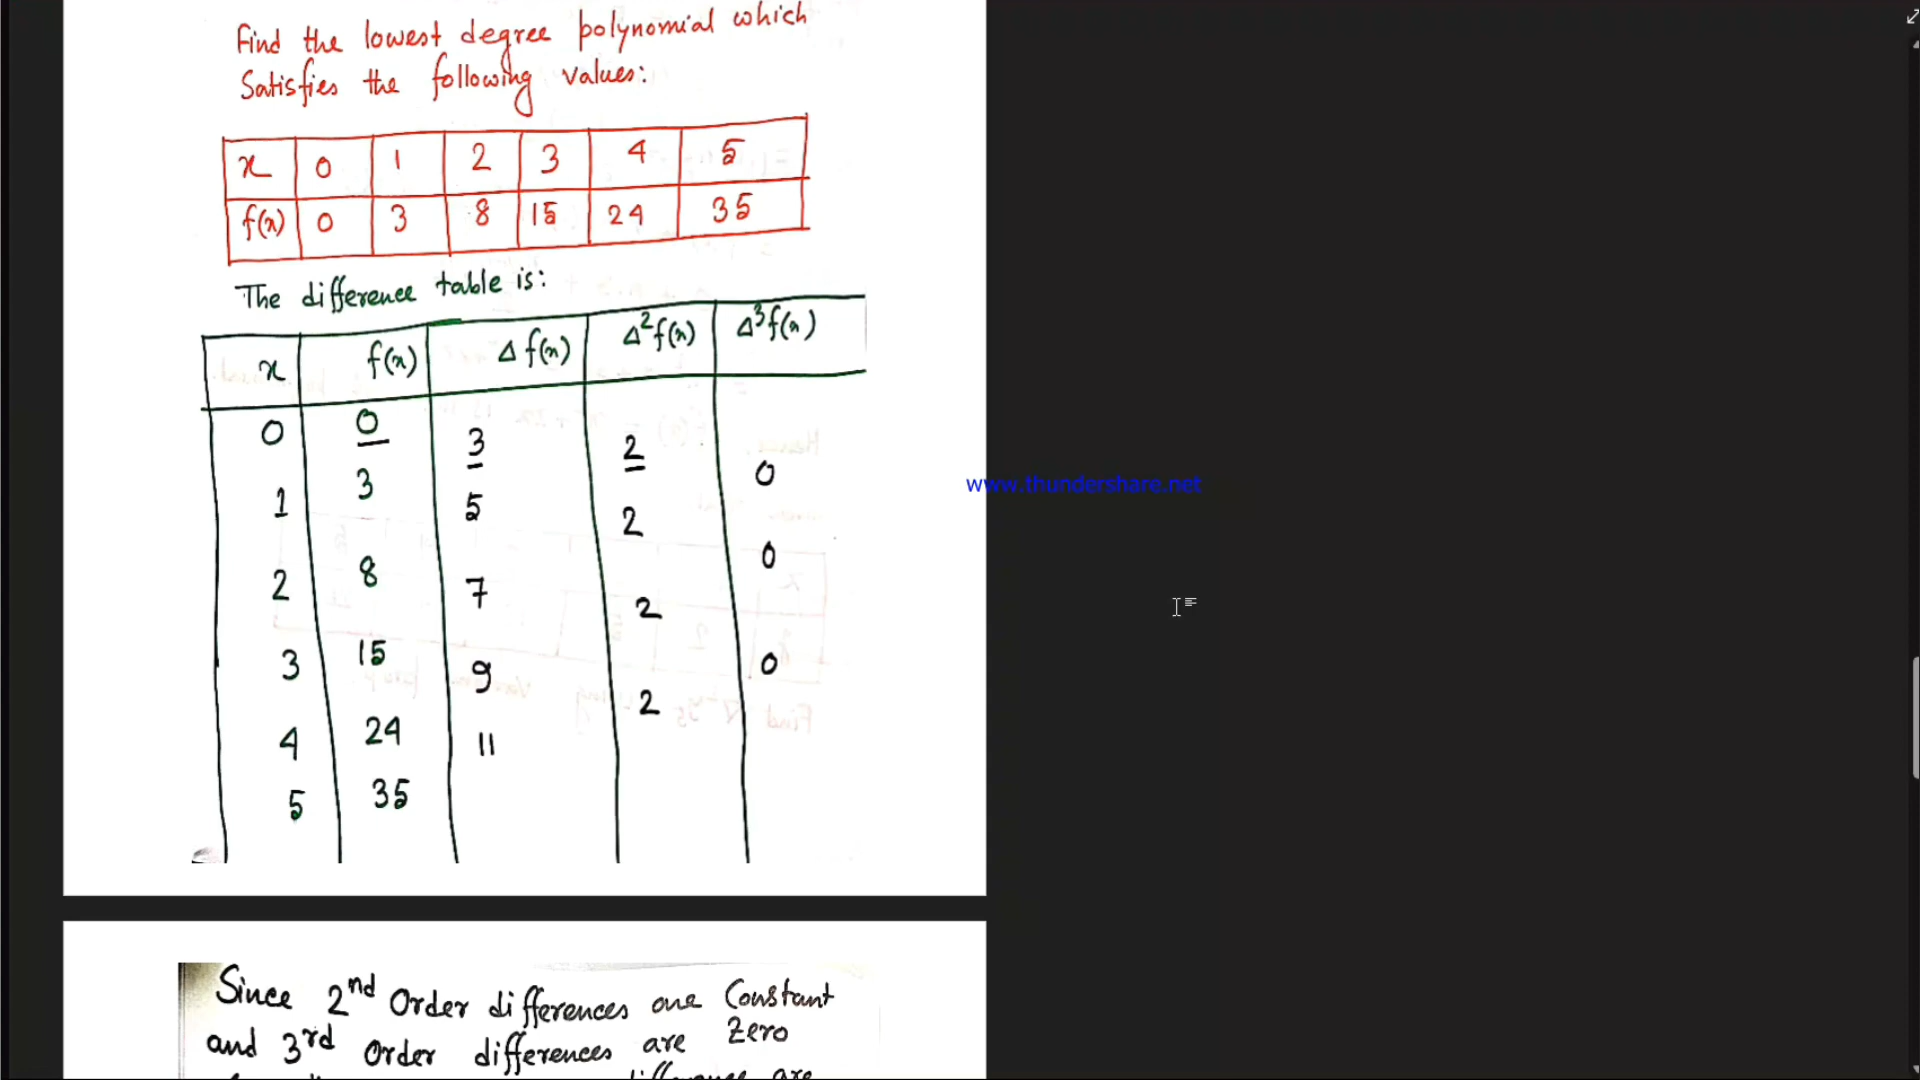 Find the lowest degree polynomial which
Satisfies the following values:
x 0 1 2 3 4 5
f(x) 0 3 8 15 24 35
The difference table is:
x f(x) Δ f(x) Δ²f(x) Δ³f(x)
0 0 3 2 0
1 3 5 2 0
2 8 7 2 0
3 15 9 2
4 24 11
5 35
www.thundershare.net
Since 2nd Order differences are Constant
and 3rd Order differences are Zero